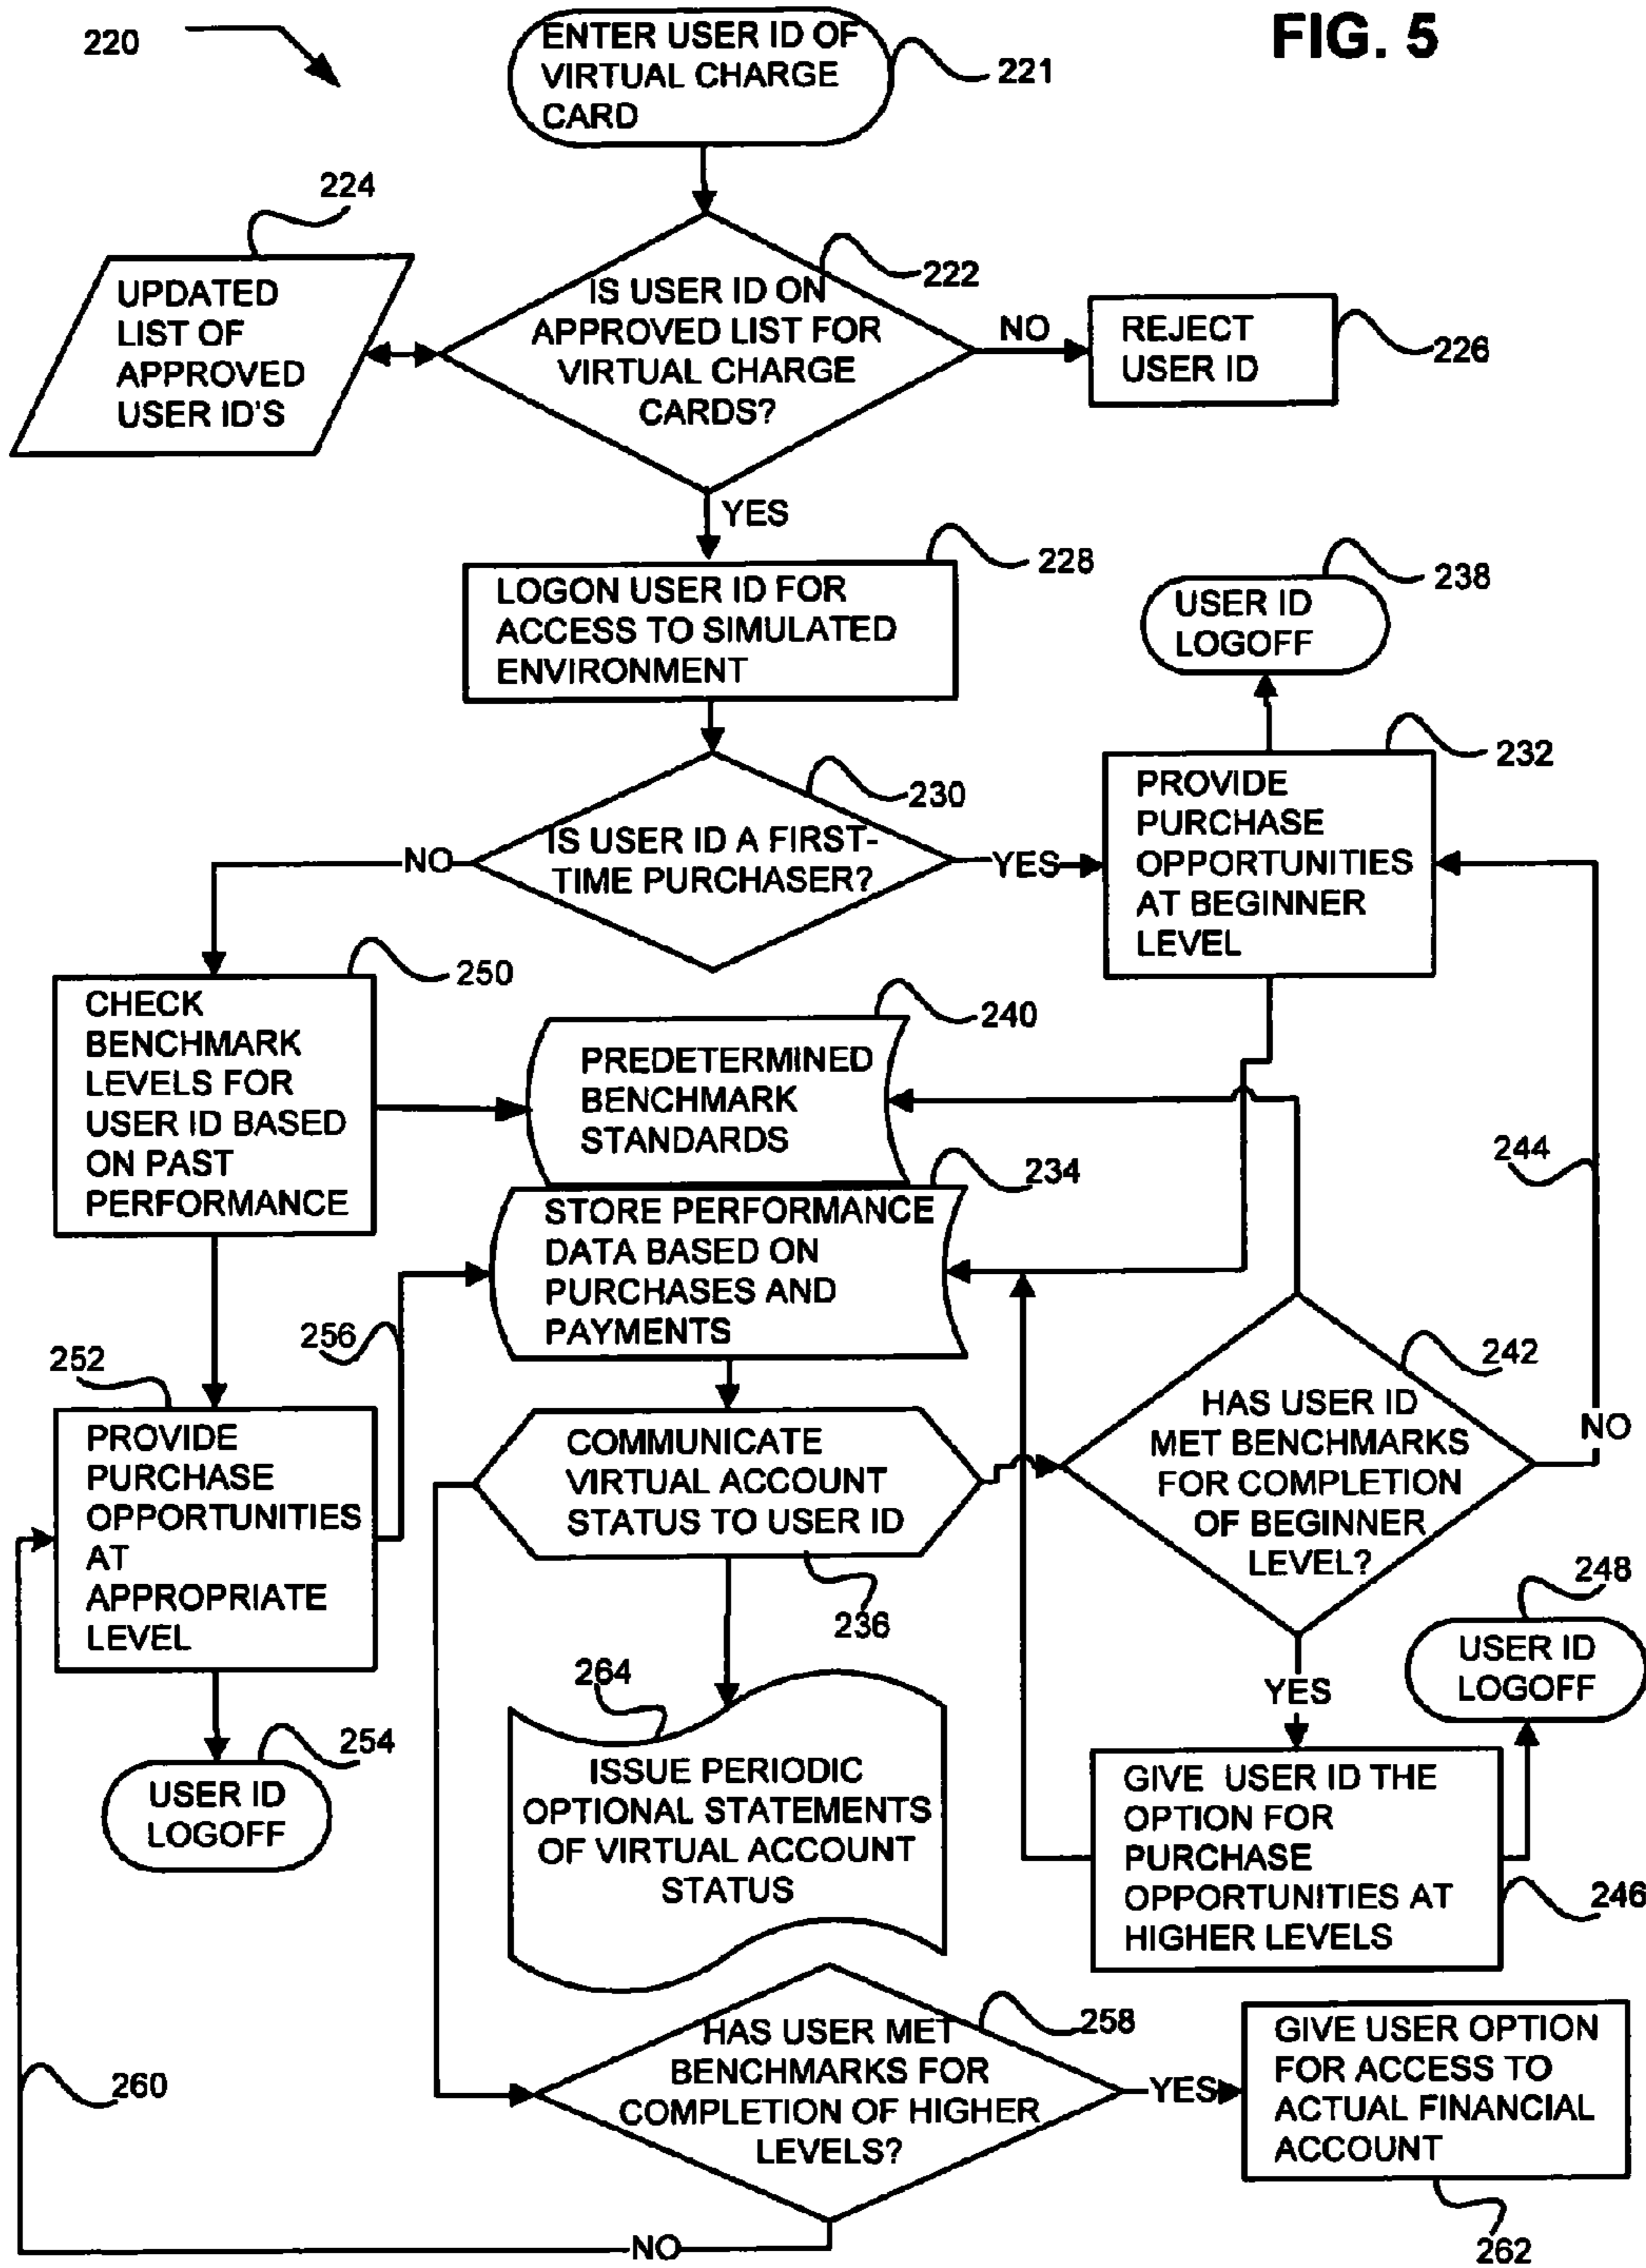 FIG. 5
220
ENTER USER ID OF
VIRTUAL CHARGE
CARD
221
224
UPDATED
LIST OF
APPROVED
USER ID'S
222
IS USER ID ON
APPROVED LIST FOR
VIRTUAL CHARGE
CARDS?
NO
REJECT
USER ID
226
YES
228
LOGON USER ID FOR
ACCESS TO SIMULATED
ENVIRONMENT
238
USER ID
LOGOFF
230
IS USER ID A FIRST-
TIME PURCHASER?
NO
YES
232
PROVIDE
PURCHASE
OPPORTUNITIES
AT BEGINNER
LEVEL
250
CHECK
BENCHMARK
LEVELS FOR
USER ID BASED
ON PAST
PERFORMANCE
240
PREDETERMINED
BENCHMARK
STANDARDS
234
STORE PERFORMANCE
DATA BASED ON
PURCHASES AND
PAYMENTS
244
256
252
PROVIDE
PURCHASE
OPPORTUNITIES
AT
APPROPRIATE
LEVEL
COMMUNICATE
VIRTUAL ACCOUNT
STATUS TO USER ID
236
242
HAS USER ID
MET BENCHMARKS
FOR COMPLETION
OF BEGINNER
LEVEL?
NO
YES
248
USER ID
LOGOFF
254
USER ID
LOGOFF
264
ISSUE PERIODIC
OPTIONAL STATEMENTS
OF VIRTUAL ACCOUNT
STATUS
GIVE USER ID THE
OPTION FOR
PURCHASE
OPPORTUNITIES AT
HIGHER LEVELS
246
258
HAS USER MET
BENCHMARKS FOR
COMPLETION OF HIGHER
LEVELS?
YES
GIVE USER OPTION
FOR ACCESS TO
ACTUAL FINANCIAL
ACCOUNT
262
260
NO